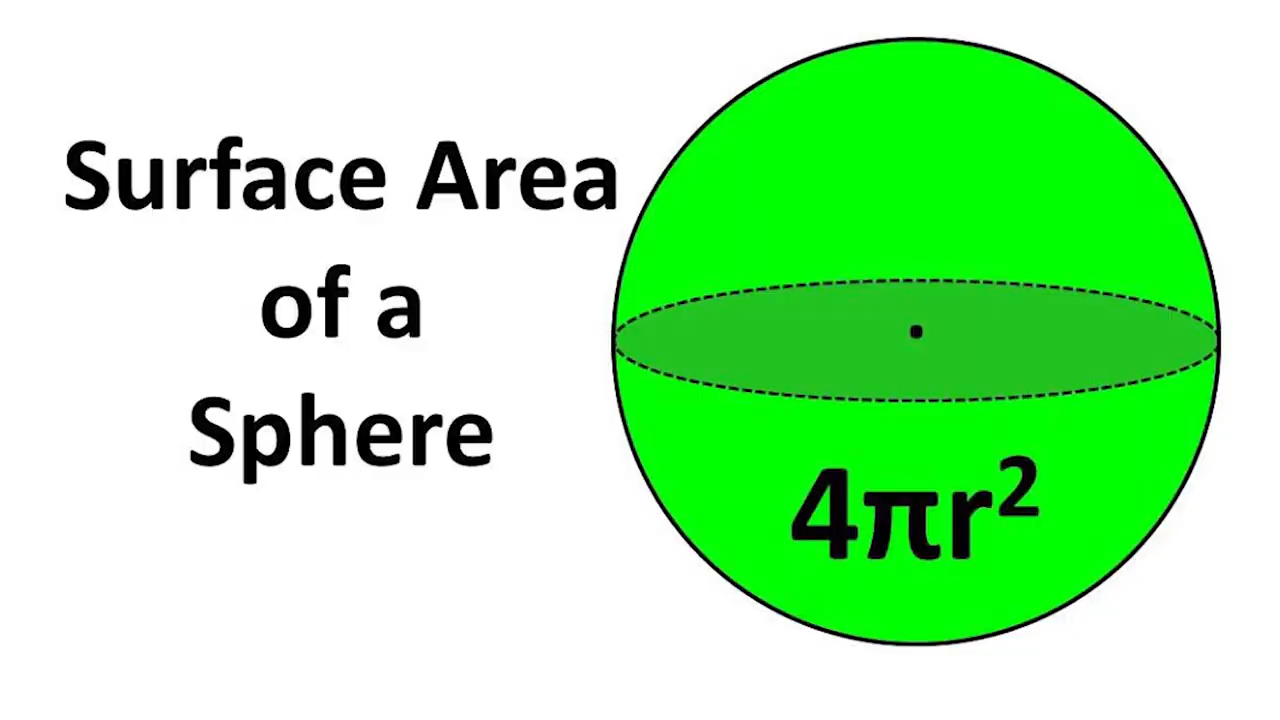 Surface Area
of a
Sphere
4πr²